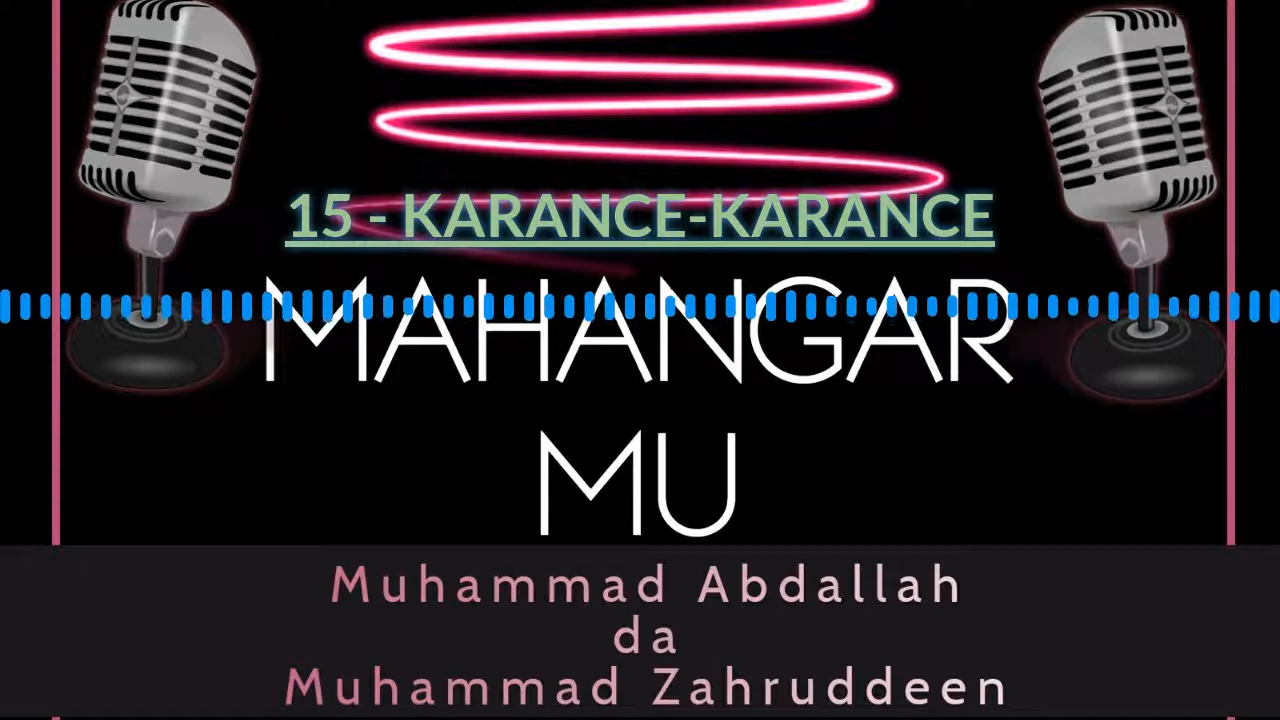 15 - KARANCE-KARANCE
MAHANGAR
MU
Muhammad Abdallah
da
Muhammad Zahruddeen